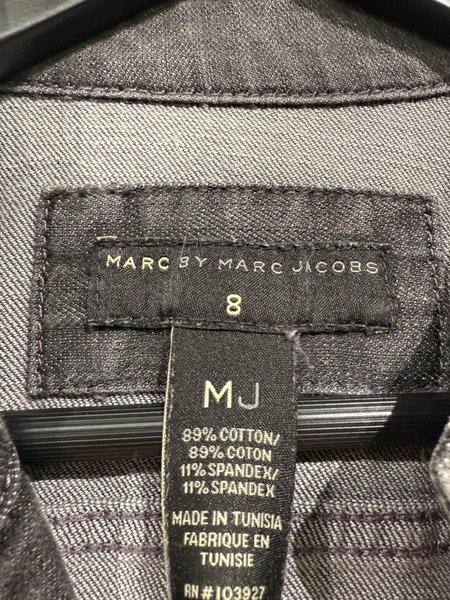 MARC BY MARC JACOBS
8
MJ
89% COTTON/
89% COTON
11% SPANDEX/
11% SPANDEX
MADE IN TUNISIA
FABRIQUE EN
TUNISIE
RN#103927